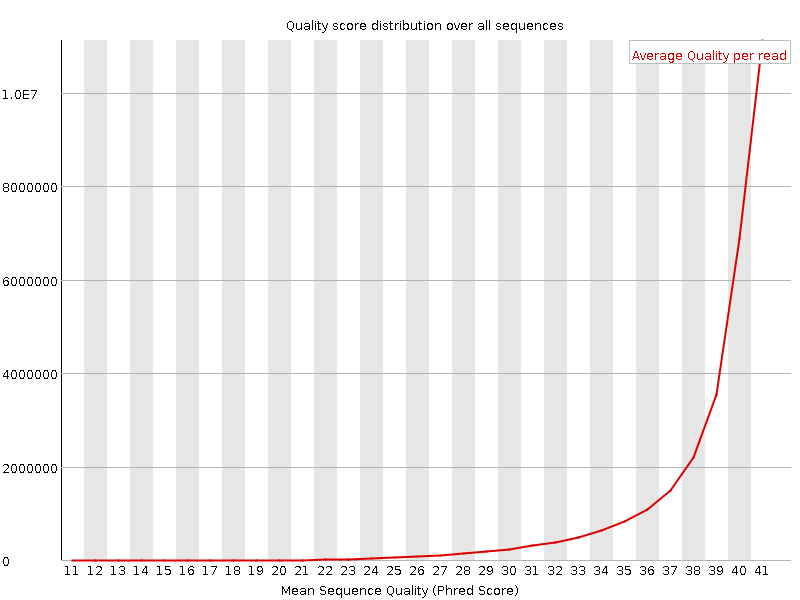 Quality score distribution over all sequences
Average Quality per read
1.0E7
8000000
6000000
4000000
2000000
0
11 12 13 14 15 16 17 18 19 20 21 22 23 24 25 26 27 28 29 30 31 32 33 34 35 36 37 38 39 40 41
Mean Sequence Quality (Phred Score)